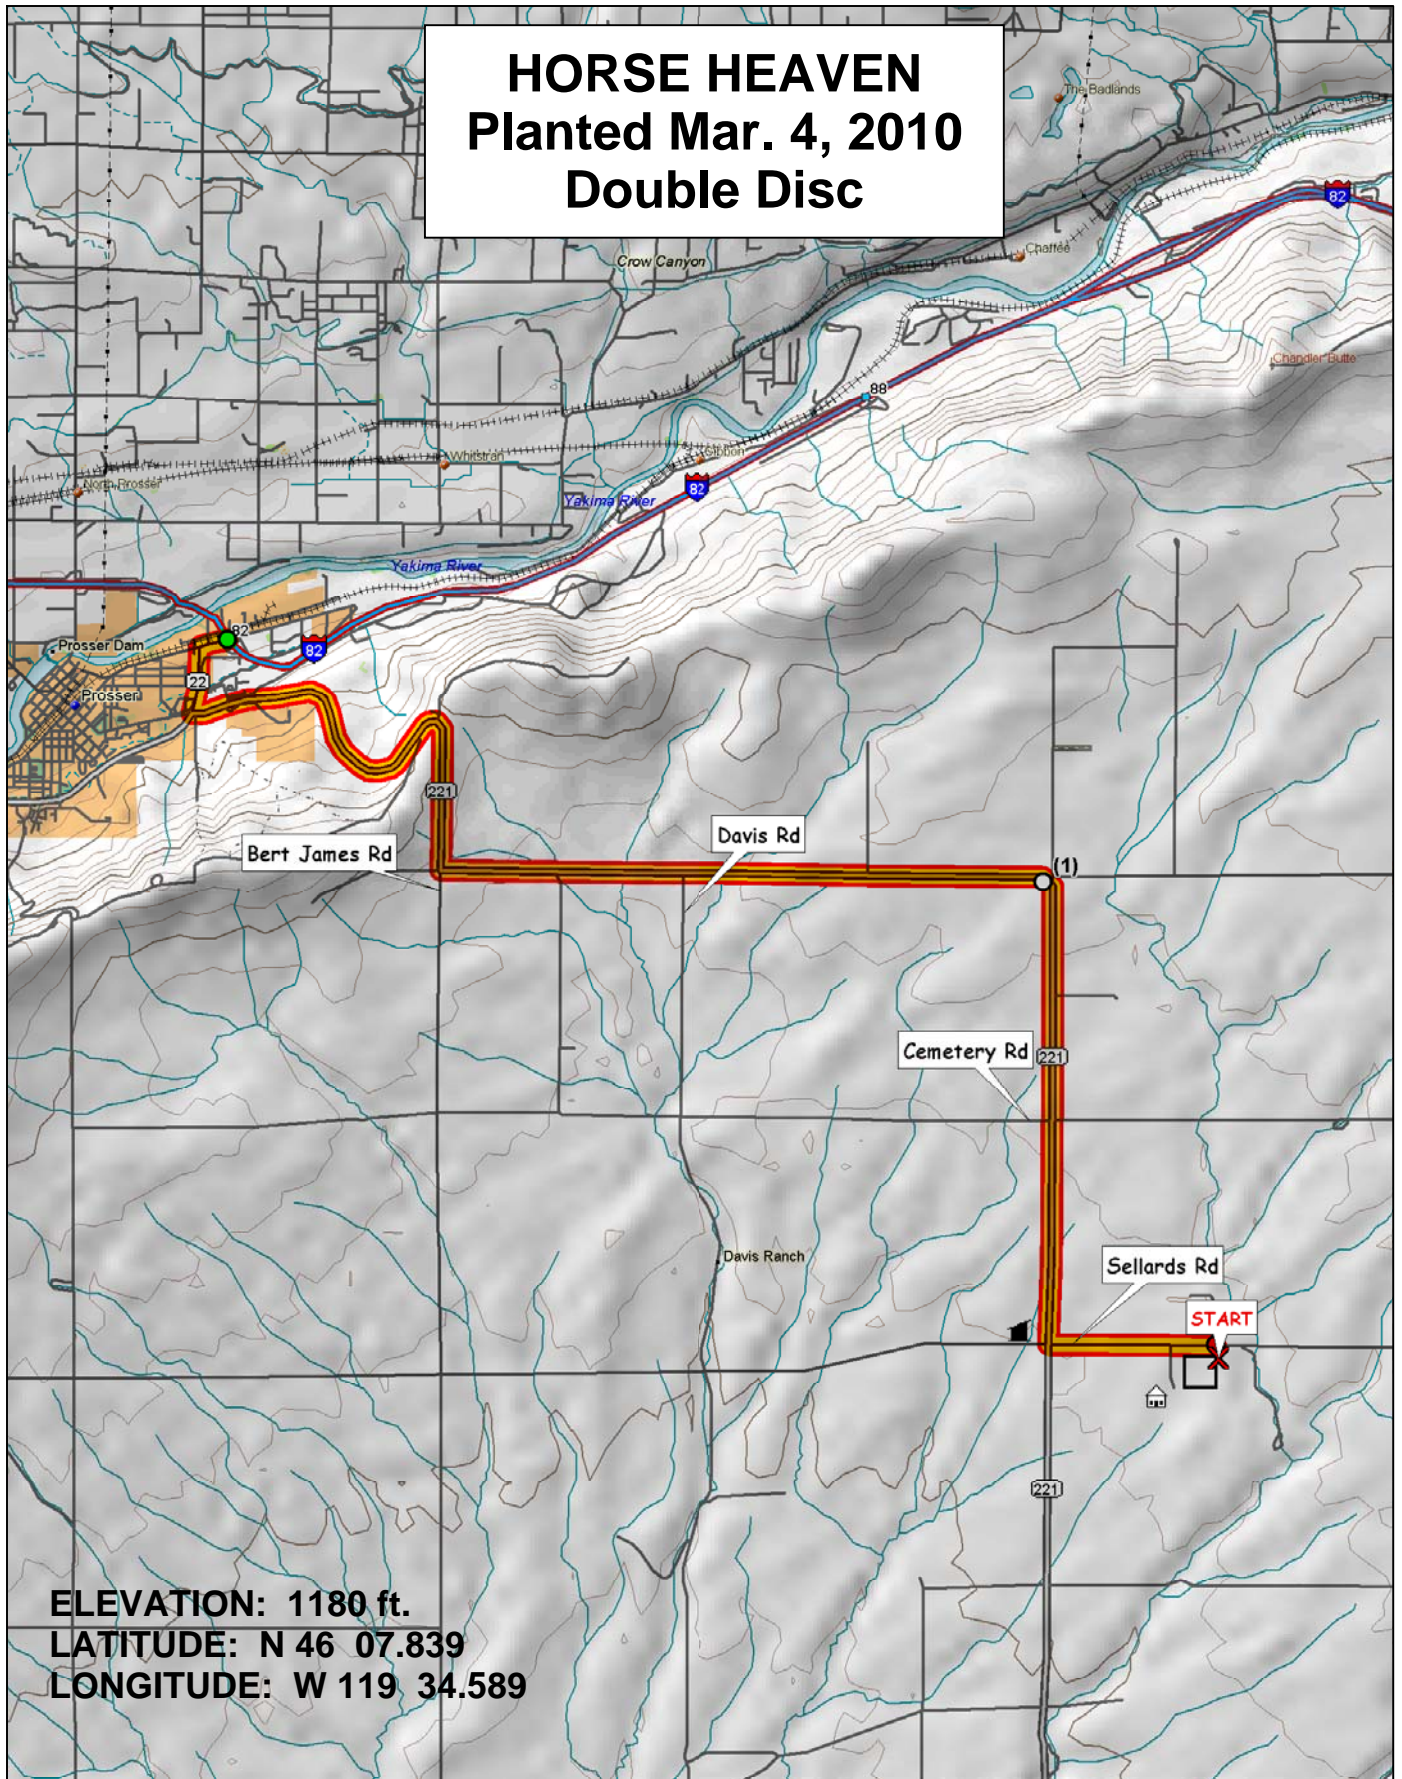 HORSE HEAVEN
Planted Mar. 4, 2010
Double Disc
The Badlands
82
Crow Canyon
Chaffee
Chandler Butte
88
Whitstran
Gibbon
North Prosser
82
Yakima River
Yakima River
82
Prosser Dam
82
22
Prosser
221
Davis Rd
Bert James Rd
(1)
Cemetery Rd
221
Davis Ranch
Sellards Rd
START
221
ELEVATION: 1180 ft.
LATITUDE: N 46 07.839
LONGITUDE: W 119 34.589